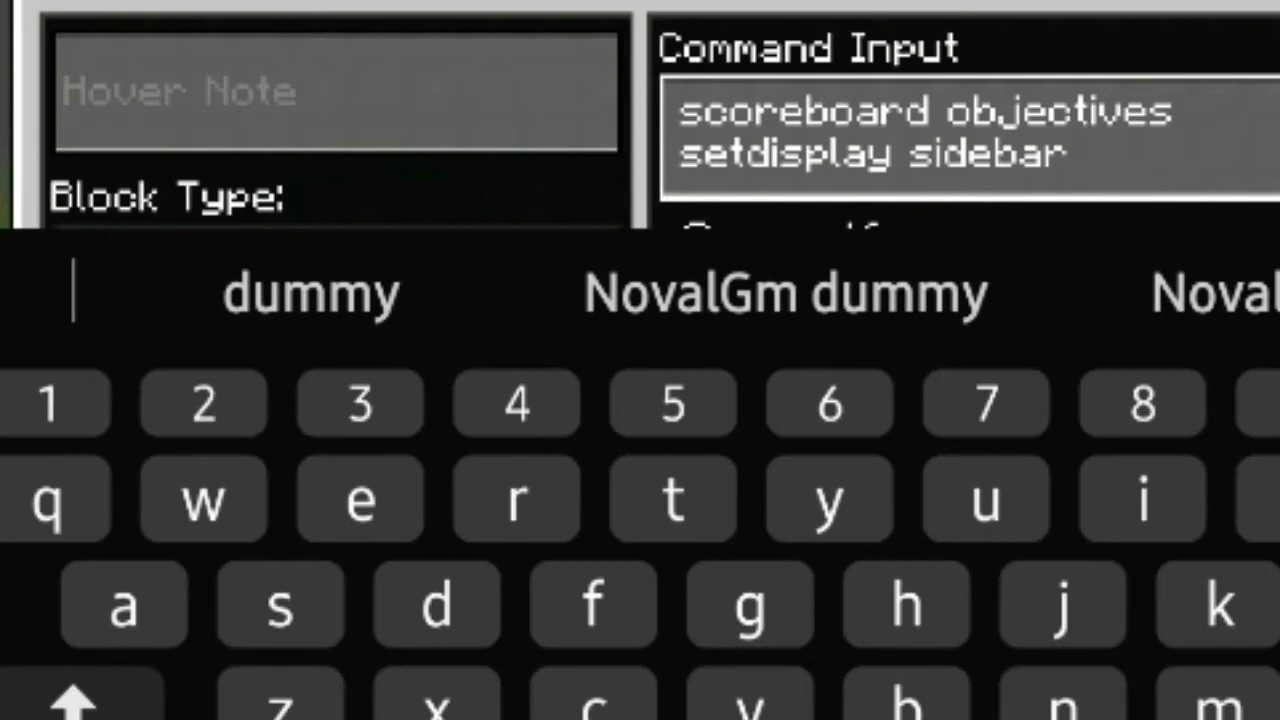 Hover Note
Command Input
scoreboard objectives
setdisplay sidebar
Block Type:
dummy
NovalGm dummy
Noval
1 2 3 4 5 6 7 8
q w e r t y u i
a s d f g h j k
z x c v b n m